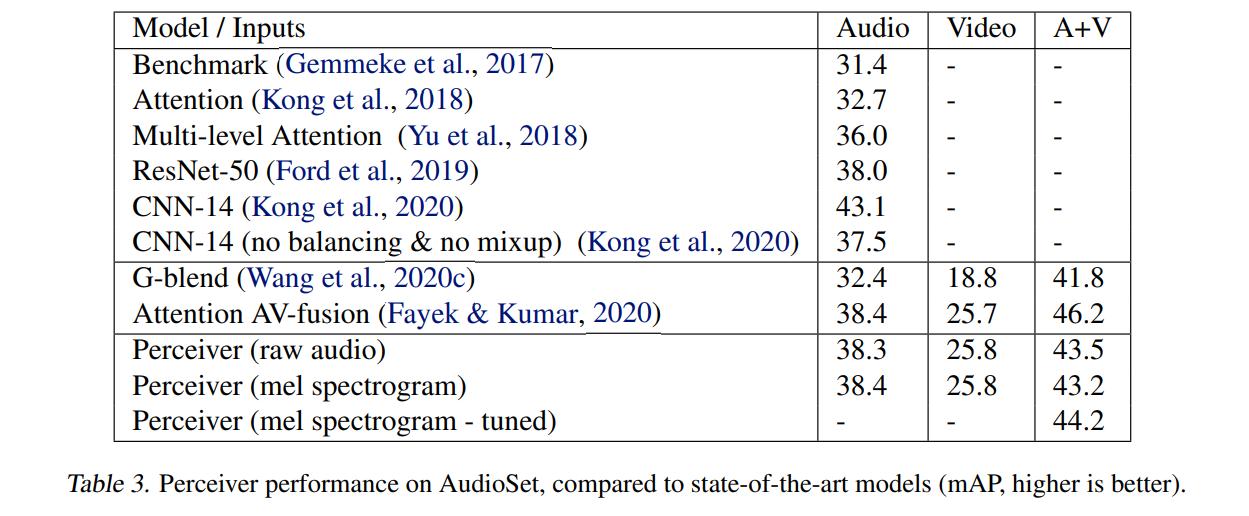 Model / Inputs Audio Video A+V
Benchmark (Gemmeke et al., 2017) 31.4 - -
Attention (Kong et al., 2018) 32.7 - -
Multi-level Attention (Yu et al., 2018) 36.0 - -
ResNet-50 (Ford et al., 2019) 38.0 - -
CNN-14 (Kong et al., 2020) 43.1 - -
CNN-14 (no balancing & no mixup) (Kong et al., 2020) 37.5 - -
G-blend (Wang et al., 2020c) 32.4 18.8 41.8
Attention AV-fusion (Fayek & Kumar, 2020) 38.4 25.7 46.2
Perceiver (raw audio) 38.3 25.8 43.5
Perceiver (mel spectrogram) 38.4 25.8 43.2
Perceiver (mel spectrogram - tuned) - - 44.2
Table 3. Perceiver performance on AudioSet, compared to state-of-the-art models (mAP, higher is better).